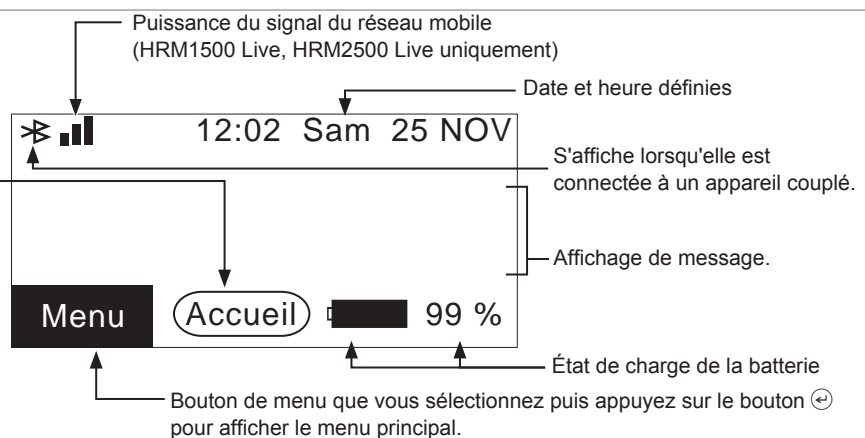 Puissance du signal du réseau mobile
(HRM1500 Live, HRM2500 Live uniquement)
Date et heure définies
12:02 Sam 25 NOV
S'affiche lorsqu'elle est
connectée à un appareil couplé.
Affichage de message.
Menu Accueil 99 %
État de charge de la batterie
Bouton de menu que vous sélectionnez puis appuyez sur le bouton
pour afficher le menu principal.